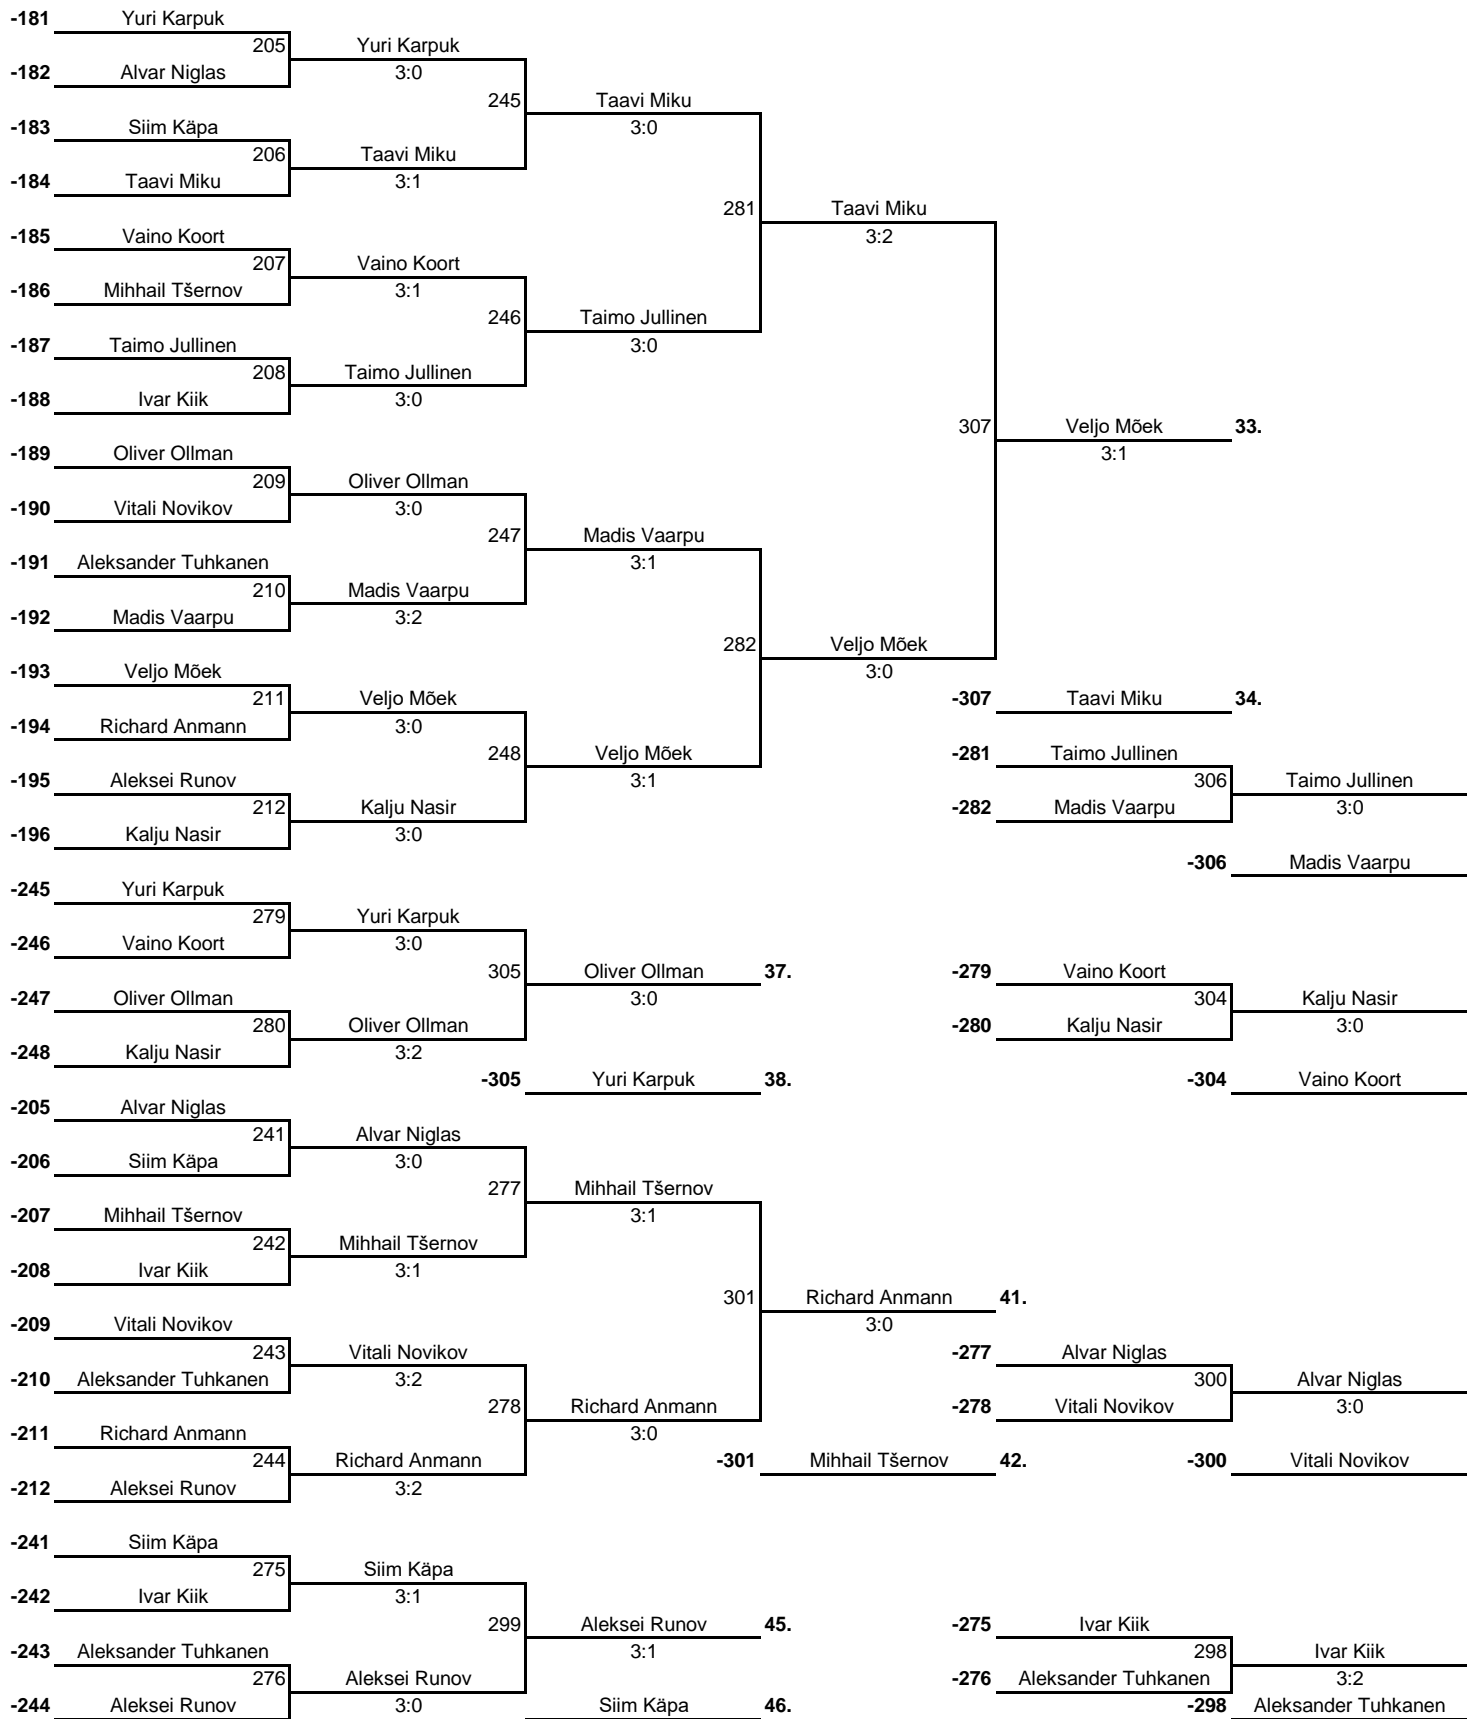 -181 Yuri Karpuk
205 Yuri Karpuk
-182 Alvar Niglas 3:0
245 Taavi Miku
-183 Siim Käpa 3:0
206 Taavi Miku
-184 Taavi Miku 3:1
281 Taavi Miku
-185 Vaino Koort 3:2
207 Vaino Koort
-186 Mihhail Tšernov 3:1
246 Taimo Jullinen
-187 Taimo Jullinen 3:0
208 Taimo Jullinen
-188 Ivar Kiik 3:0
307 Veljo Mõek 33.
-189 Oliver Ollman 3:1
209 Oliver Ollman
-190 Vitali Novikov 3:0
247 Madis Vaarpu
-191 Aleksander Tuhkanen 3:1
210 Madis Vaarpu
-192 Madis Vaarpu 3:2
282 Veljo Mõek
-193 Veljo Mõek 3:0
211 Veljo Mõek -307 Taavi Miku 34.
-194 Richard Anmann 3:0
248 Veljo Mõek -281 Taimo Jullinen
-195 Aleksei Runov 3:1 306 Taimo Jullinen
212 Kalju Nasir -282 Madis Vaarpu 3:0
-196 Kalju Nasir 3:0
-306 Madis Vaarpu
-245 Yuri Karpuk
279 Yuri Karpuk
-246 Vaino Koort 3:0
305 Oliver Ollman 37. -279 Vaino Koort
-247 Oliver Ollman 3:0 304 Kalju Nasir
280 Oliver Ollman -280 Kalju Nasir 3:0
-248 Kalju Nasir 3:2
-305 Yuri Karpuk 38. -304 Vaino Koort
-205 Alvar Niglas
241 Alvar Niglas
-206 Siim Käpa 3:0
277 Mihhail Tšernov
-207 Mihhail Tšernov 3:1
242 Mihhail Tšernov
-208 Ivar Kiik 3:1
301 Richard Anmann 41.
-209 Vitali Novikov 3:0
243 Vitali Novikov -277 Alvar Niglas
-210 Aleksander Tuhkanen 3:2 300 Alvar Niglas
278 Richard Anmann -278 Vitali Novikov 3:0
-211 Richard Anmann 3:0
244 Richard Anmann -301 Mihhail Tšernov 42. -300 Vitali Novikov
-212 Aleksei Runov 3:2
-241 Siim Käpa
275 Siim Käpa
-242 Ivar Kiik 3:1
299 Aleksei Runov 45. -275 Ivar Kiik
-243 Aleksander Tuhkanen 3:1 298 Ivar Kiik
276 Aleksei Runov -276 Aleksander Tuhkanen 3:2
-244 Aleksei Runov 3:0 Siim Käpa 46. -298 Aleksander Tuhkanen